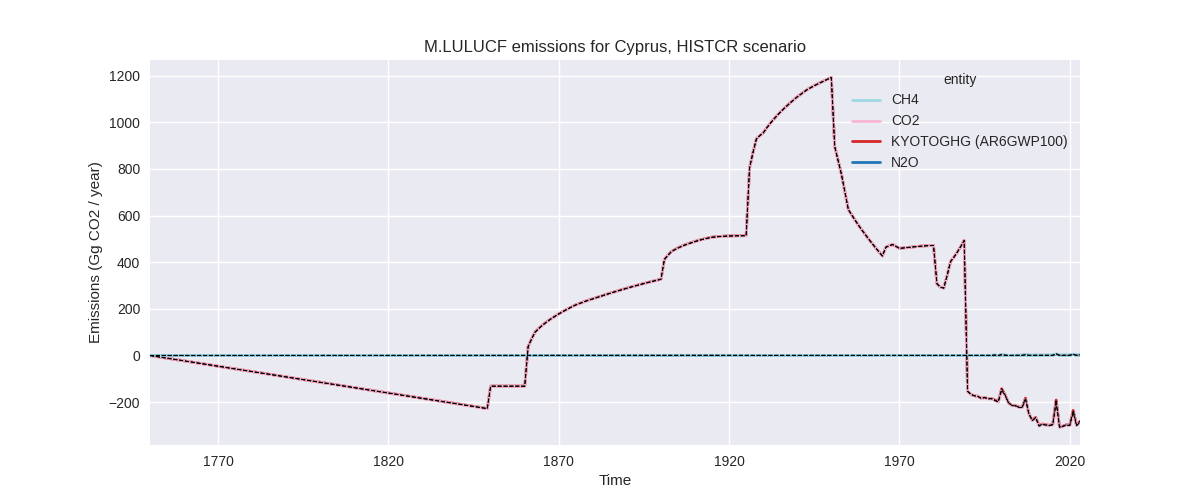 M.LULUCF emissions for Cyprus, HISTCR scenario
Emissions (Gg CO2 / year)
1200
1000
800
600
400
200
0
−200
entity
CH4
CO2
KYOTOGHG (AR6GWP100)
N2O
1770
1820
1870
1920
1970
2020
Time